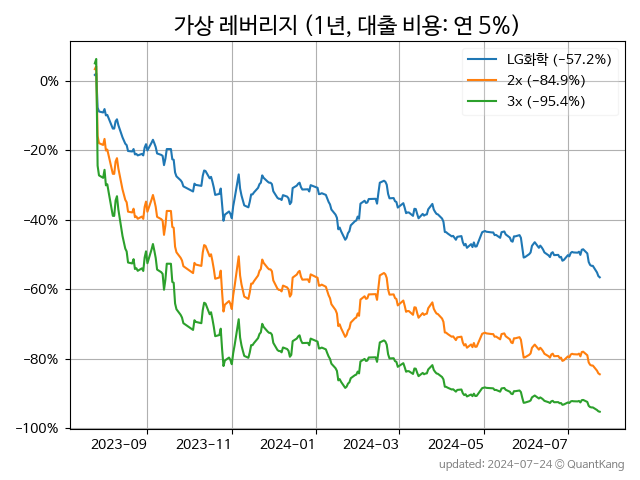 가상 레버리지 (1년, 대출 비용: 연 5%)
LG화학 (−57.2%)
2x (−84.9%)
3x (−95.4%)
0%
−20%
−40%
−60%
−80%
−100%
2023-09 2023-11 2024-01 2024-03 2024-05 2024-07
updated: 2024-07-24 © QuantKang